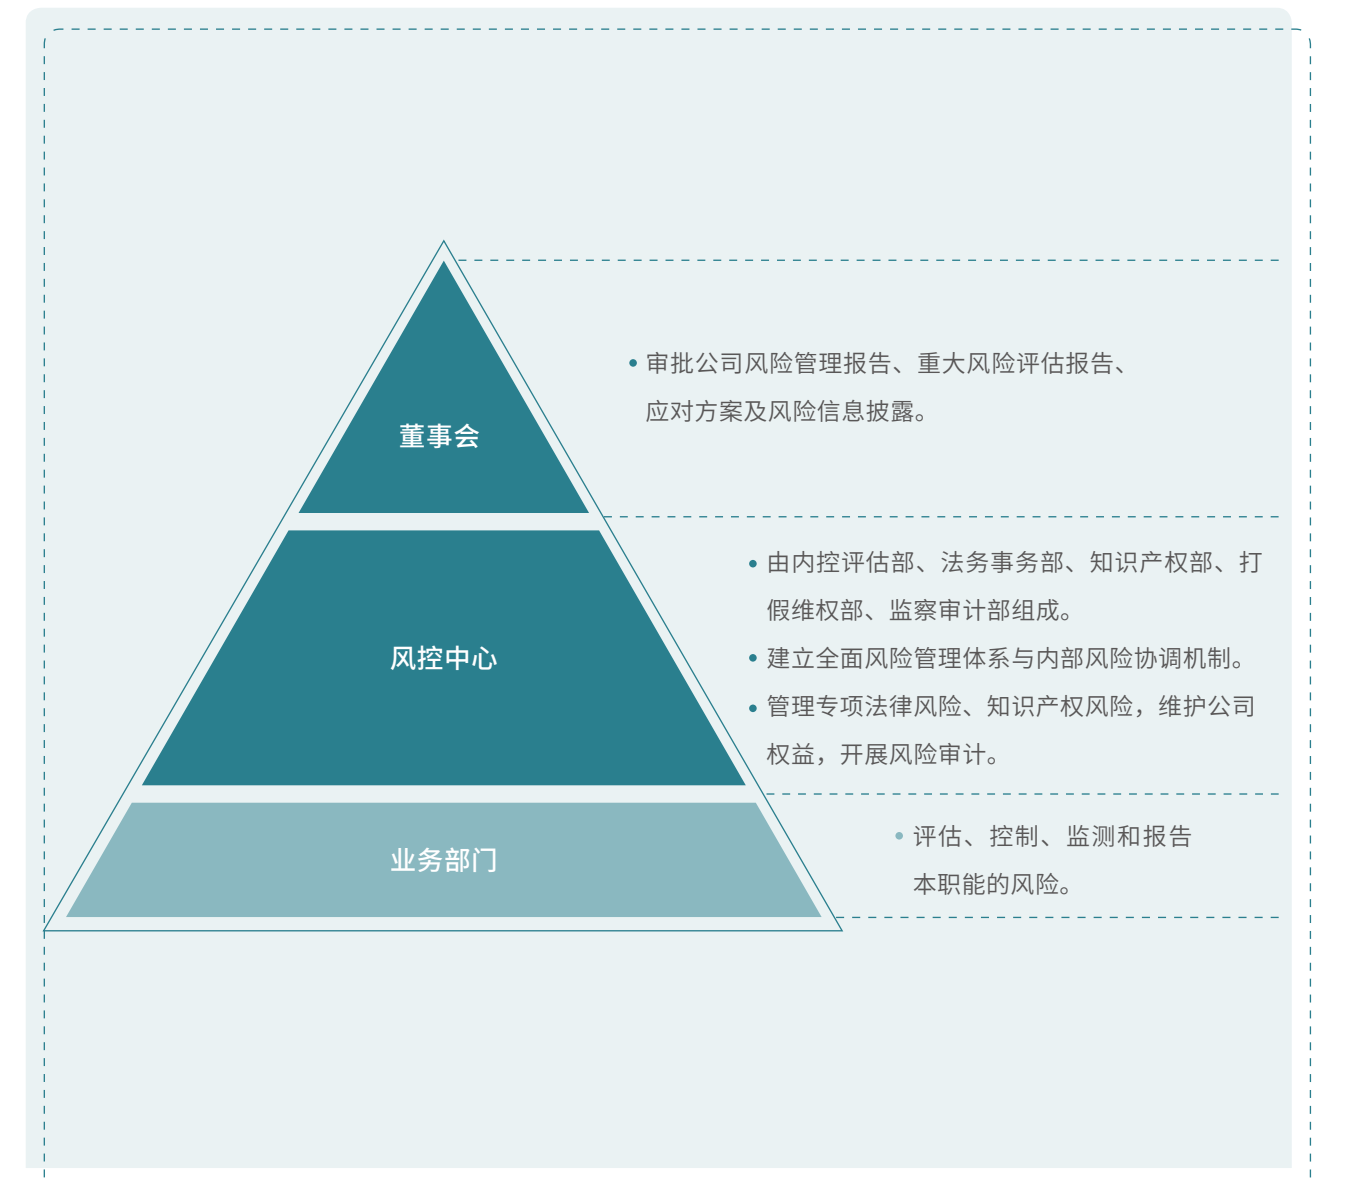 董事会
• 审批公司风险管理报告、重大风险评估报告、
应对方案及风险信息披露。
风控中心
• 由内控评估部、法务事务部、知识产权部、打
假维权部、监察审计部组成。
• 建立全面风险管理体系与内部风险协调机制。
• 管理专项法律风险、知识产权风险，维护公司
权益，开展风险审计。
业务部门
• 评估、控制、监测和报告
本职能的风险。